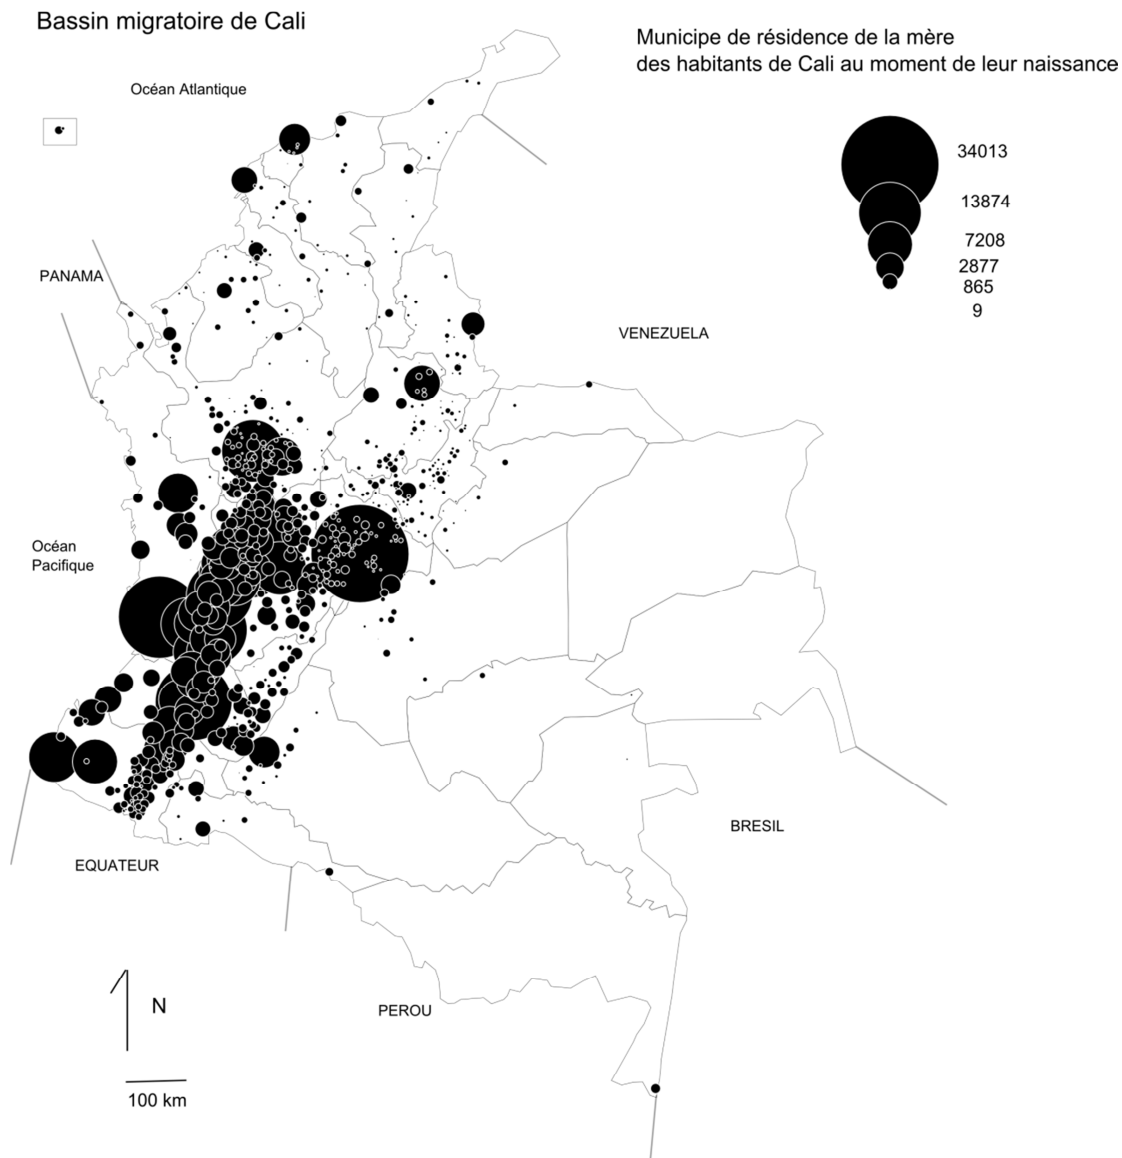 Bassin migratoire de Cali
Municipe de résidence de la mère
des habitants de Cali au moment de leur naissance
Océan Atlantique
34013
13874
7208
2877
865
9
PANAMA
VENEZUELA
Océan
Pacifique
BRESIL
EQUATEUR
N
PEROU
100 km